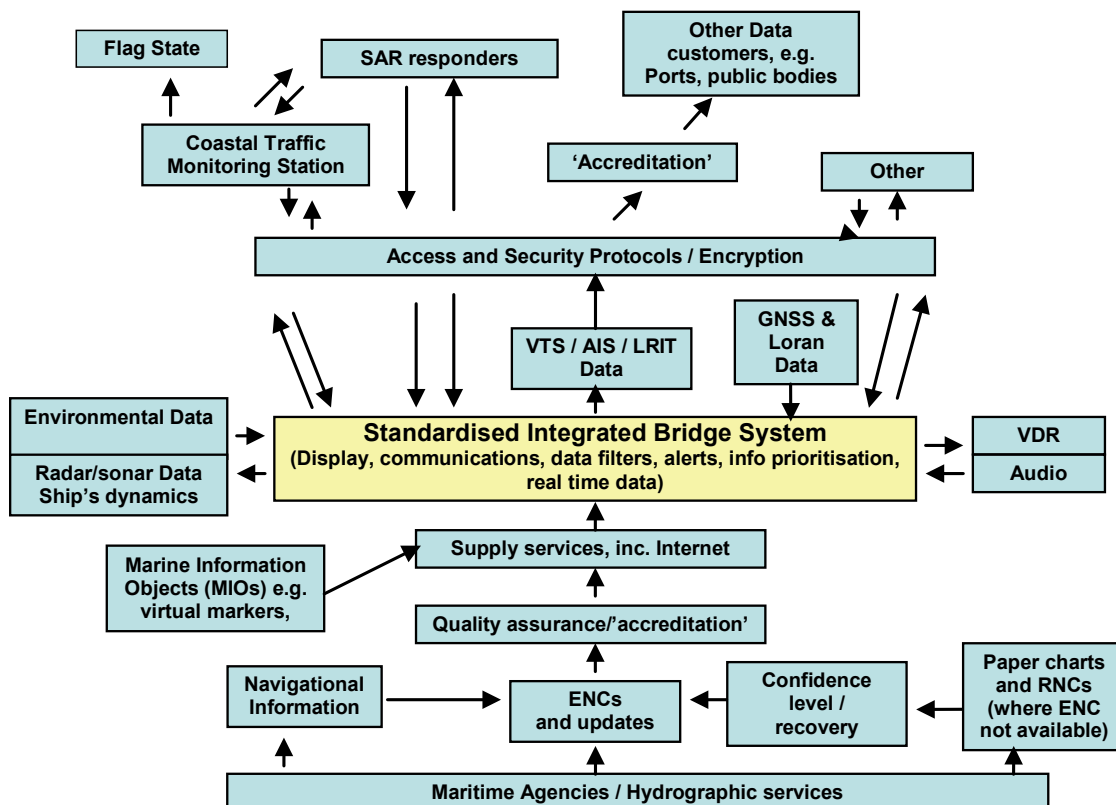 Flag State
SAR responders
Other Data
customers, e.g.
Ports, public bodies
Coastal Traffic
Monitoring Station
‘Accreditation’
Other
Access and Security Protocols / Encryption
VTS / AIS / LRIT
Data
GNSS &
Loran
Data
Environmental Data
Radar/sonar Data
Ship’s dynamics
Standardised Integrated Bridge System
(Display, communications, data filters, alerts, info prioritisation,
real time data)
VDR
Audio
Supply services, inc. Internet
Marine Information
Objects (MIOs) e.g.
virtual markers,
Quality assurance/’accreditation’
Navigational
Information
ENCs
and updates
Confidence
level /
recovery
Paper charts
and RNCs
(where ENC
not available)
Maritime Agencies / Hydrographic services